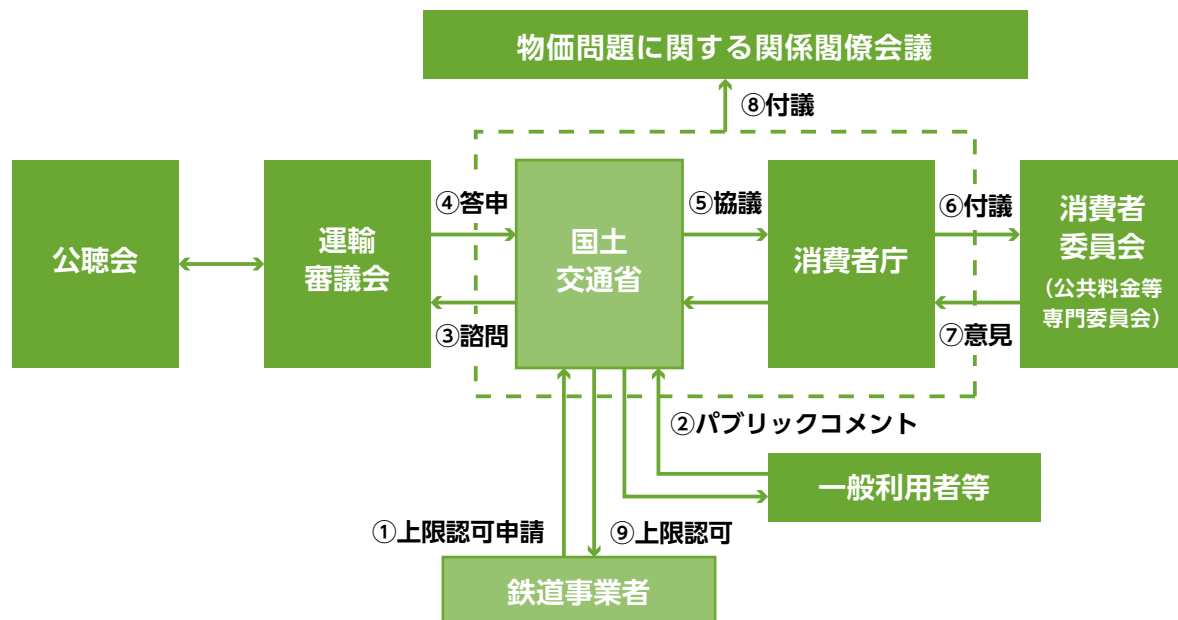 物価問題に関する関係閣僚会議
⑧付議
公聴会
運輸
審議会
④答申
③諮問
国土
交通省
⑤協議
消費者庁
⑥付議
⑦意見
消費者
委員会
（公共料金等
専門委員会）
②パブリックコメント
一般利用者等
①上限認可申請
⑨上限認可
鉄道事業者